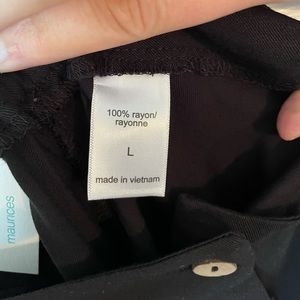 100% rayon/
rayonne
L
made in vietnam
maurices